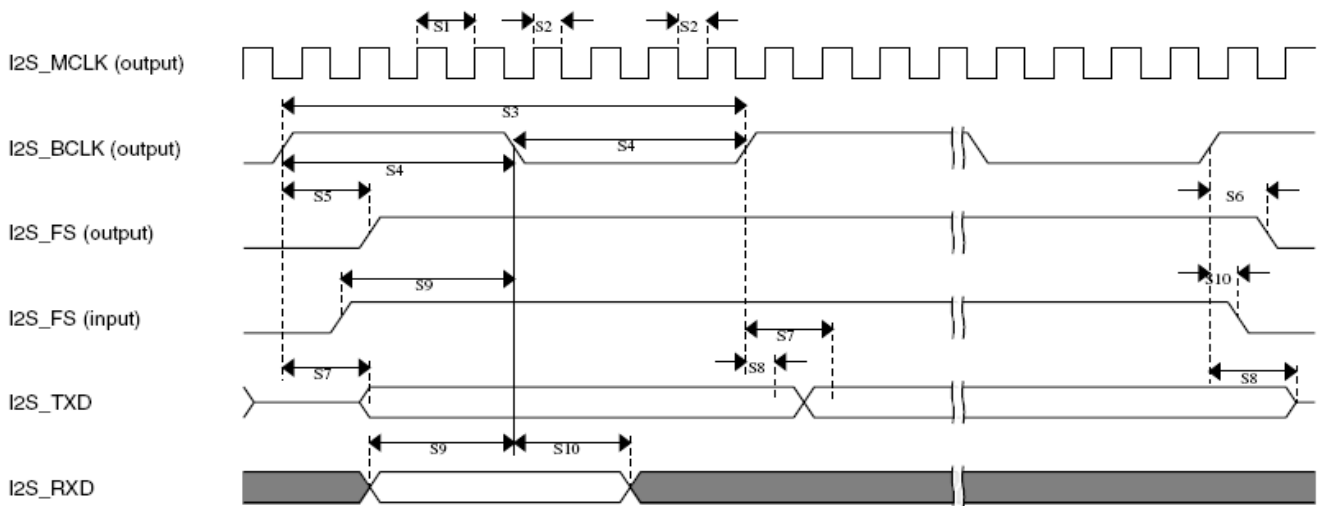 S1 S2 S2
I2S_MCLK (output)
S3
I2S_BCLK (output)
S4
S4
S5 S6
I2S_FS (output)
S9 S10
I2S_FS (input)
S7
S8
S7 S8
I2S_TXD
S9 S10
I2S_RXD